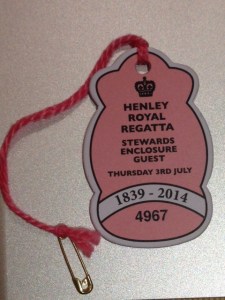 HENLEY
ROYAL
REGATTA
STEWARDS
ENCLOSURE
GUEST
THURSDAY 3RD JULY
1839 - 2014
4967